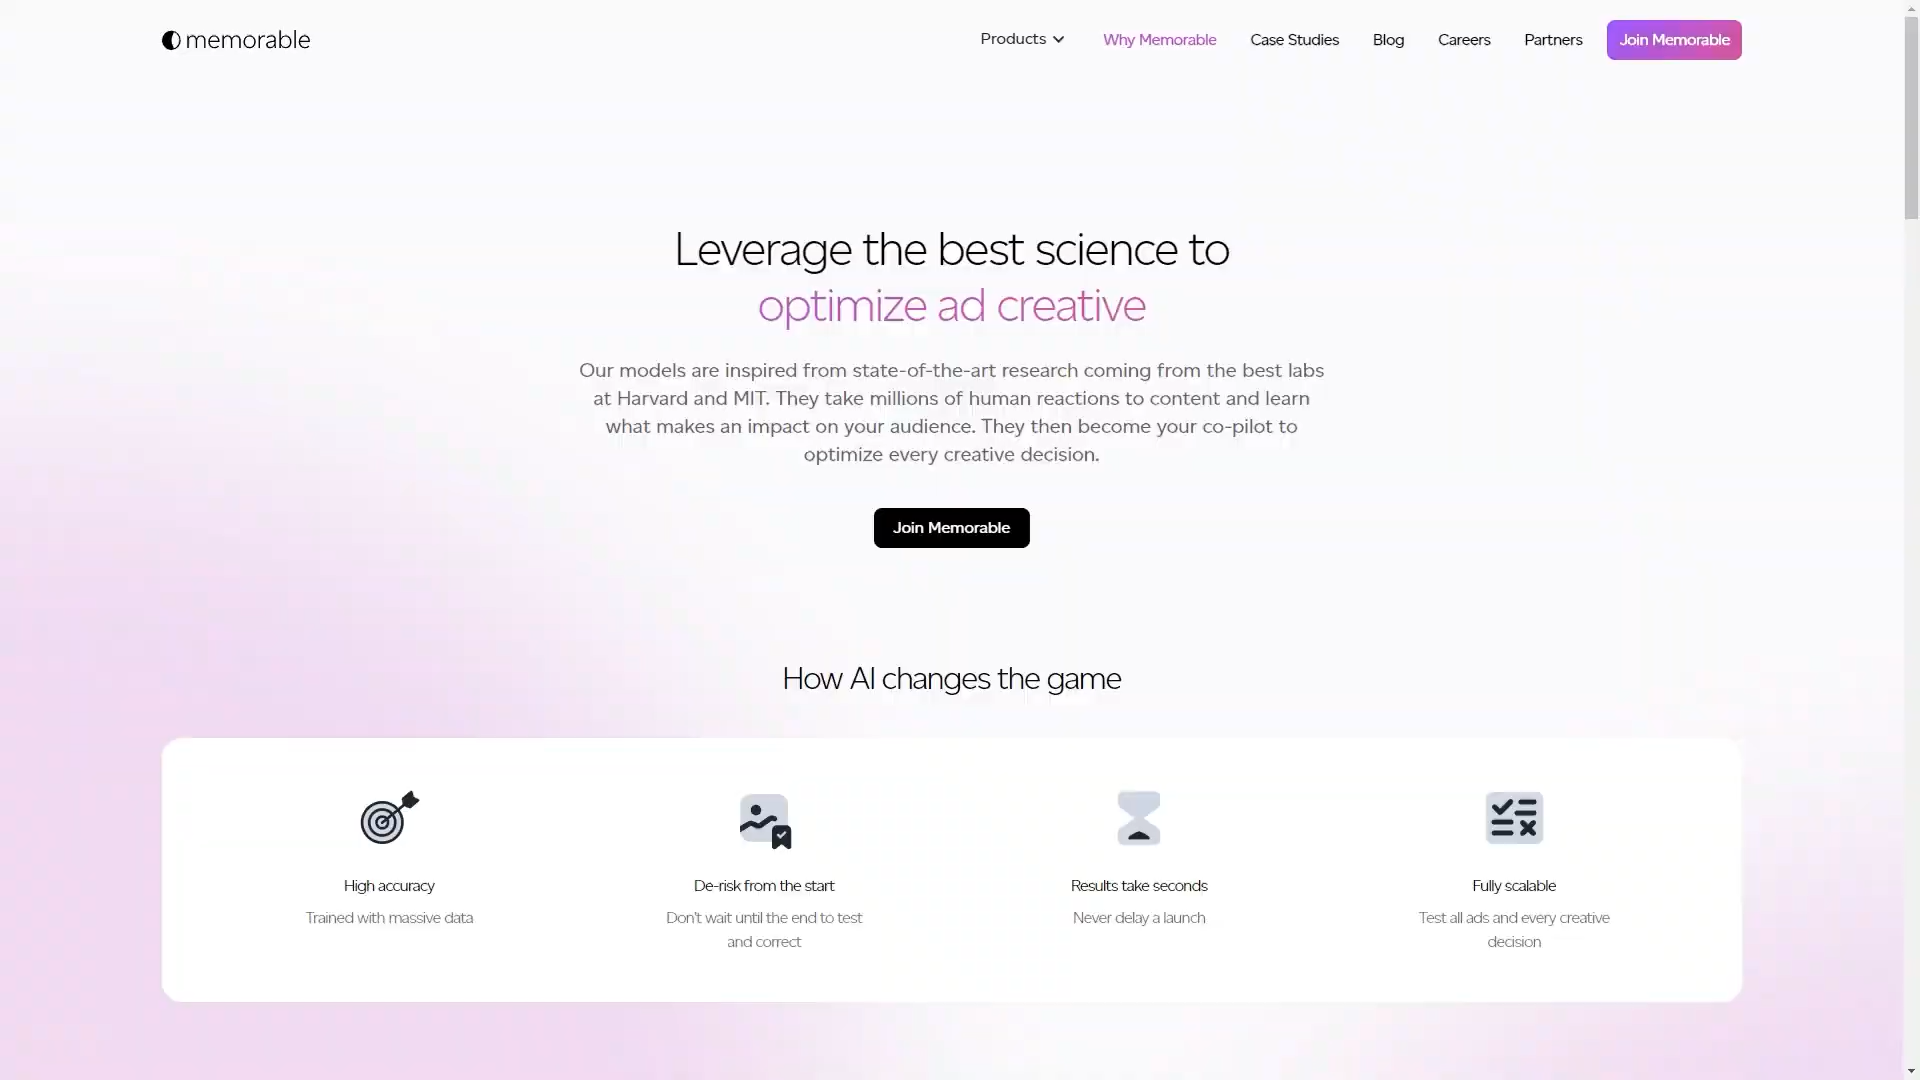 memorable
Products
Why Memorable
Case Studies
Blog
Careers
Partners
Join Memorable
Leverage the best science to
optimize ad creative
Our models are inspired from state-of-the-art research coming from the best labs
at Harvard and MIT. They take millions of human reactions to content and learn
what makes an impact on your audience. They then become your co-pilot to
optimize every creative decision.
Join Memorable
How AI changes the game
High accuracy
Trained with massive data
De-risk from the start
Don't wait until the end to test
and correct
Results take seconds
Never delay a launch
Fully scalable
Test all ads and every creative
decision